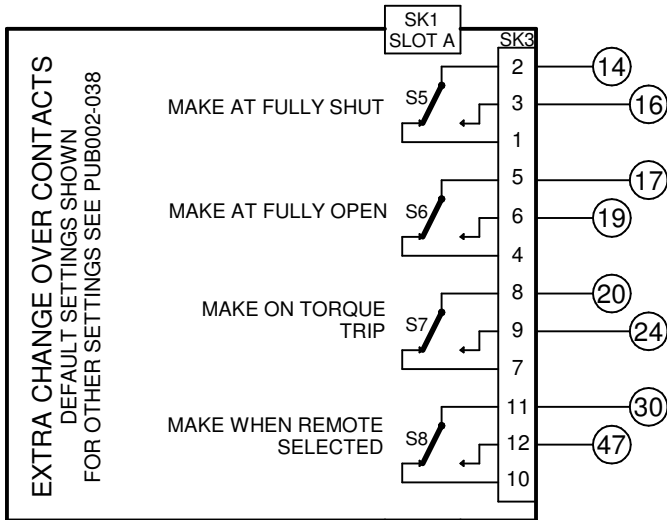 SK1
SLOT A
SK3
EXTRA CHANGE OVER CONTACTS
DEFAULT SETTINGS SHOWN
FOR OTHER SETTINGS SEE PUB002-038
MAKE AT FULLY SHUT
S5
2
14
3
16
1
MAKE AT FULLY OPEN
S6
5
17
6
19
4
MAKE ON TORQUE
TRIP
S7
8
20
9
24
7
MAKE WHEN REMOTE
SELECTED
S8
11
30
12
47
10